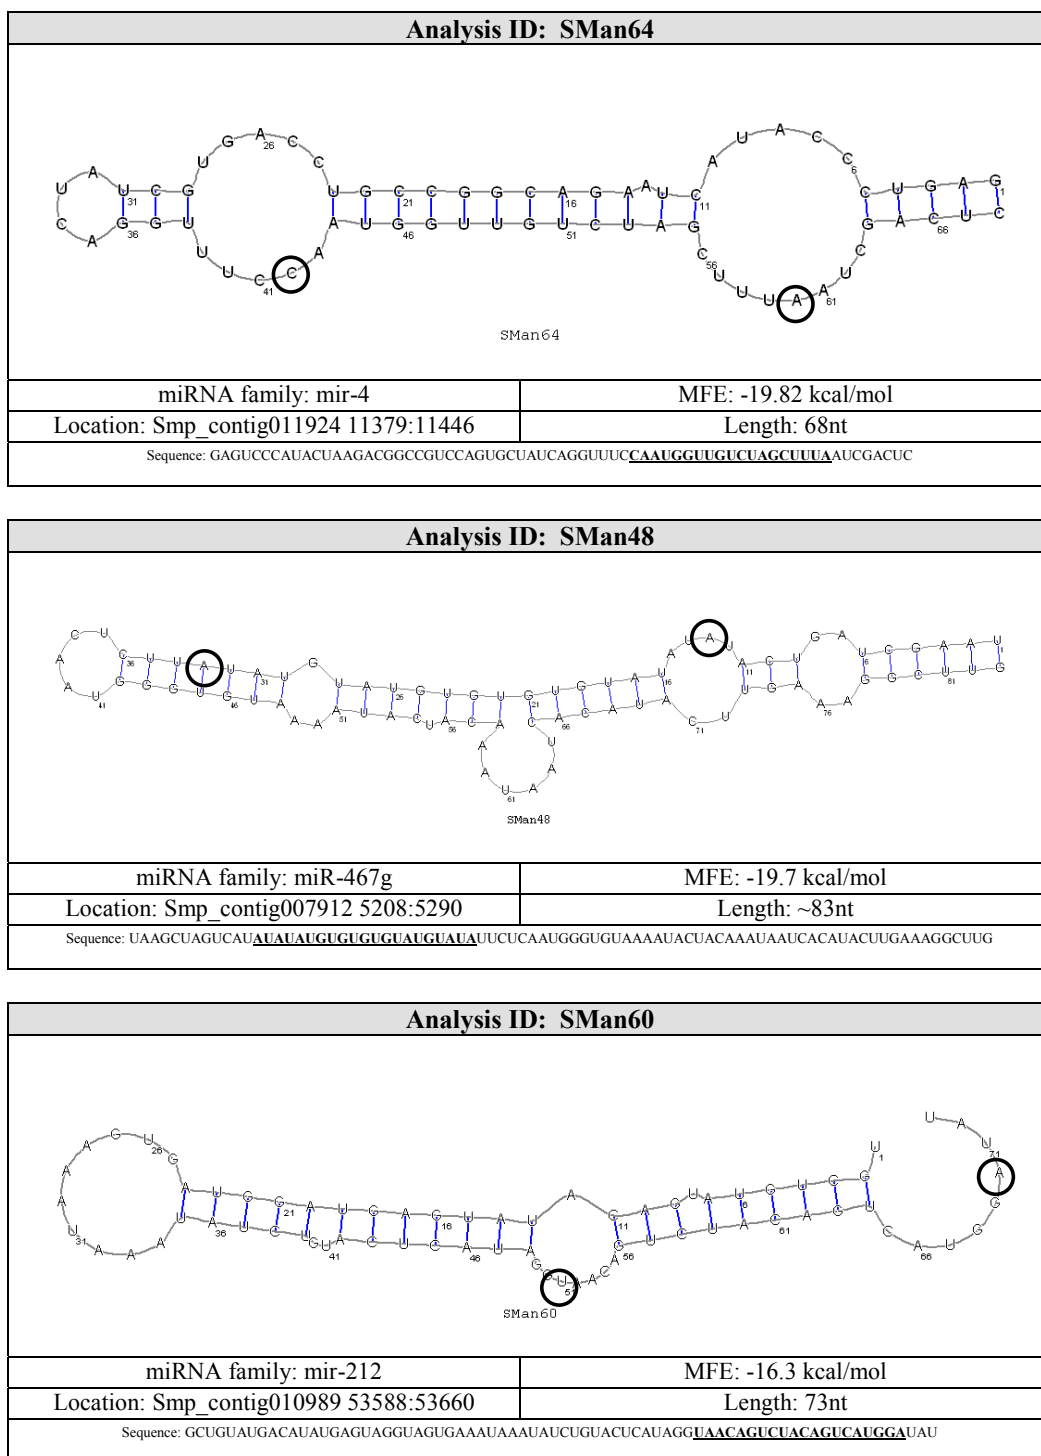 Analysis ID: SMan64
SMan64
miRNA family: mir-4
MFE: -19.82 kcal/mol
Location: Smp_contig011924 11379:11446
Length: 68nt
Sequence: GAGUCCCAUACUAAGACGGCCGUCCAGUGCUAUCAGGUUUCCAAUGGUUGUCUAGCUUUAAUCGACUC
Analysis ID: SMan48
SMan48
miRNA family: miR-467g
MFE: -19.7 kcal/mol
Location: Smp_contig007912 5208:5290
Length: ~83nt
Sequence: UAAGCUAGUCAUAUAUAUGUGUGUGUAUGUAUAUUCUCAAUGGGUGUAAAAUACUACAAAUAAUCACAUACUUGAAAGGCUUG
Analysis ID: SMan60
SMan60
miRNA family: mir-212
MFE: -16.3 kcal/mol
Location: Smp_contig010989 53588:53660
Length: 73nt
Sequence: GCUGUAUGACAUAUGAGUAGGUAGUGAAAUAAAUAUCUGUACUCAUAGGUAACAGUCUACAGUCAUGGAUAU